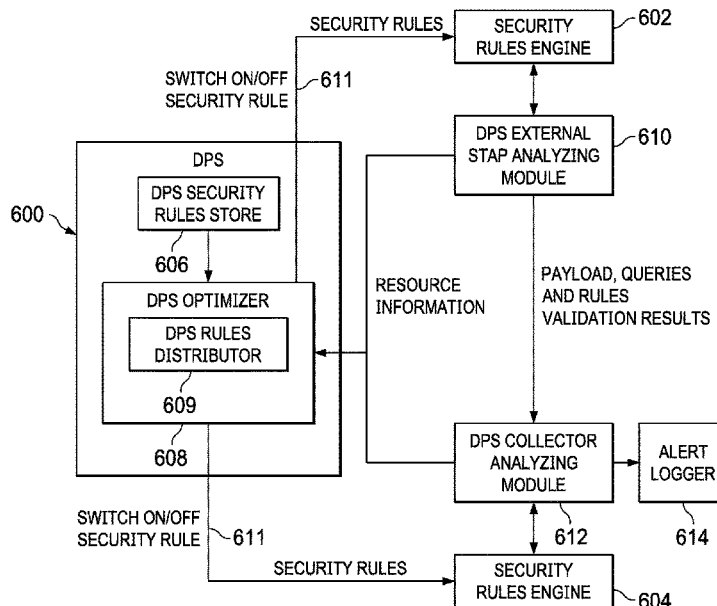 SECURITY RULES
SECURITY
RULES ENGINE
602
SWITCH ON/OFF
SECURITY RULE
611
DPS
DPS EXTERNAL
STAP ANALYZING
MODULE
610
600
DPS SECURITY
RULES STORE
606
DPS OPTIMIZER
DPS RULES
DISTRIBUTOR
609
608
RESOURCE
INFORMATION
PAYLOAD, QUERIES
AND RULES
VALIDATION RESULTS
DPS COLLECTOR
ANALYZING
MODULE
612
ALERT
LOGGER
614
SWITCH ON/OFF
SECURITY RULE
611
SECURITY RULES
SECURITY
RULES ENGINE
604